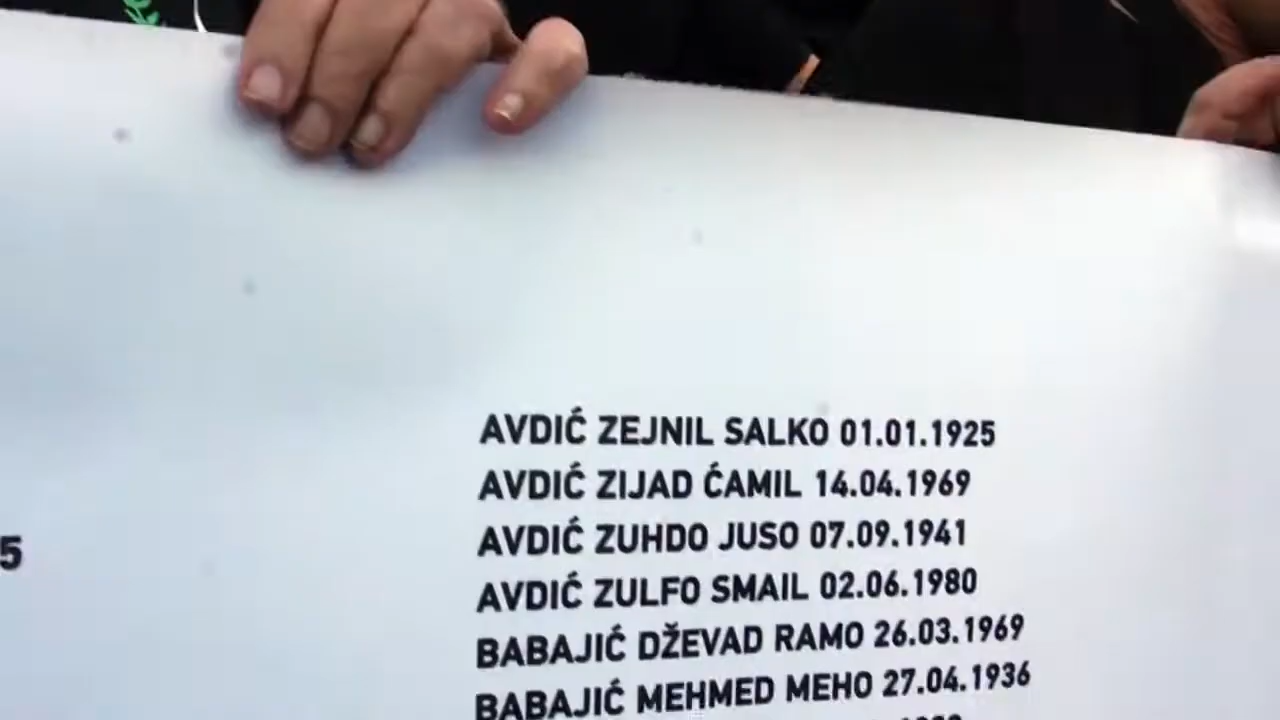 AVDIĆ ZEJNIL SALKO 01.01.1925
AVDIĆ ZIJAD ĆAMIL 14.04.1969
AVDIĆ ZUHDO JUSO 07.09.1941
5
AVDIĆ ZULFO SMAIL 02.06.1980
BABAJIĆ DŽEVAD RAMO 26.03.1969
BABAJIĆ MEHMED MEHO 27.04.1936